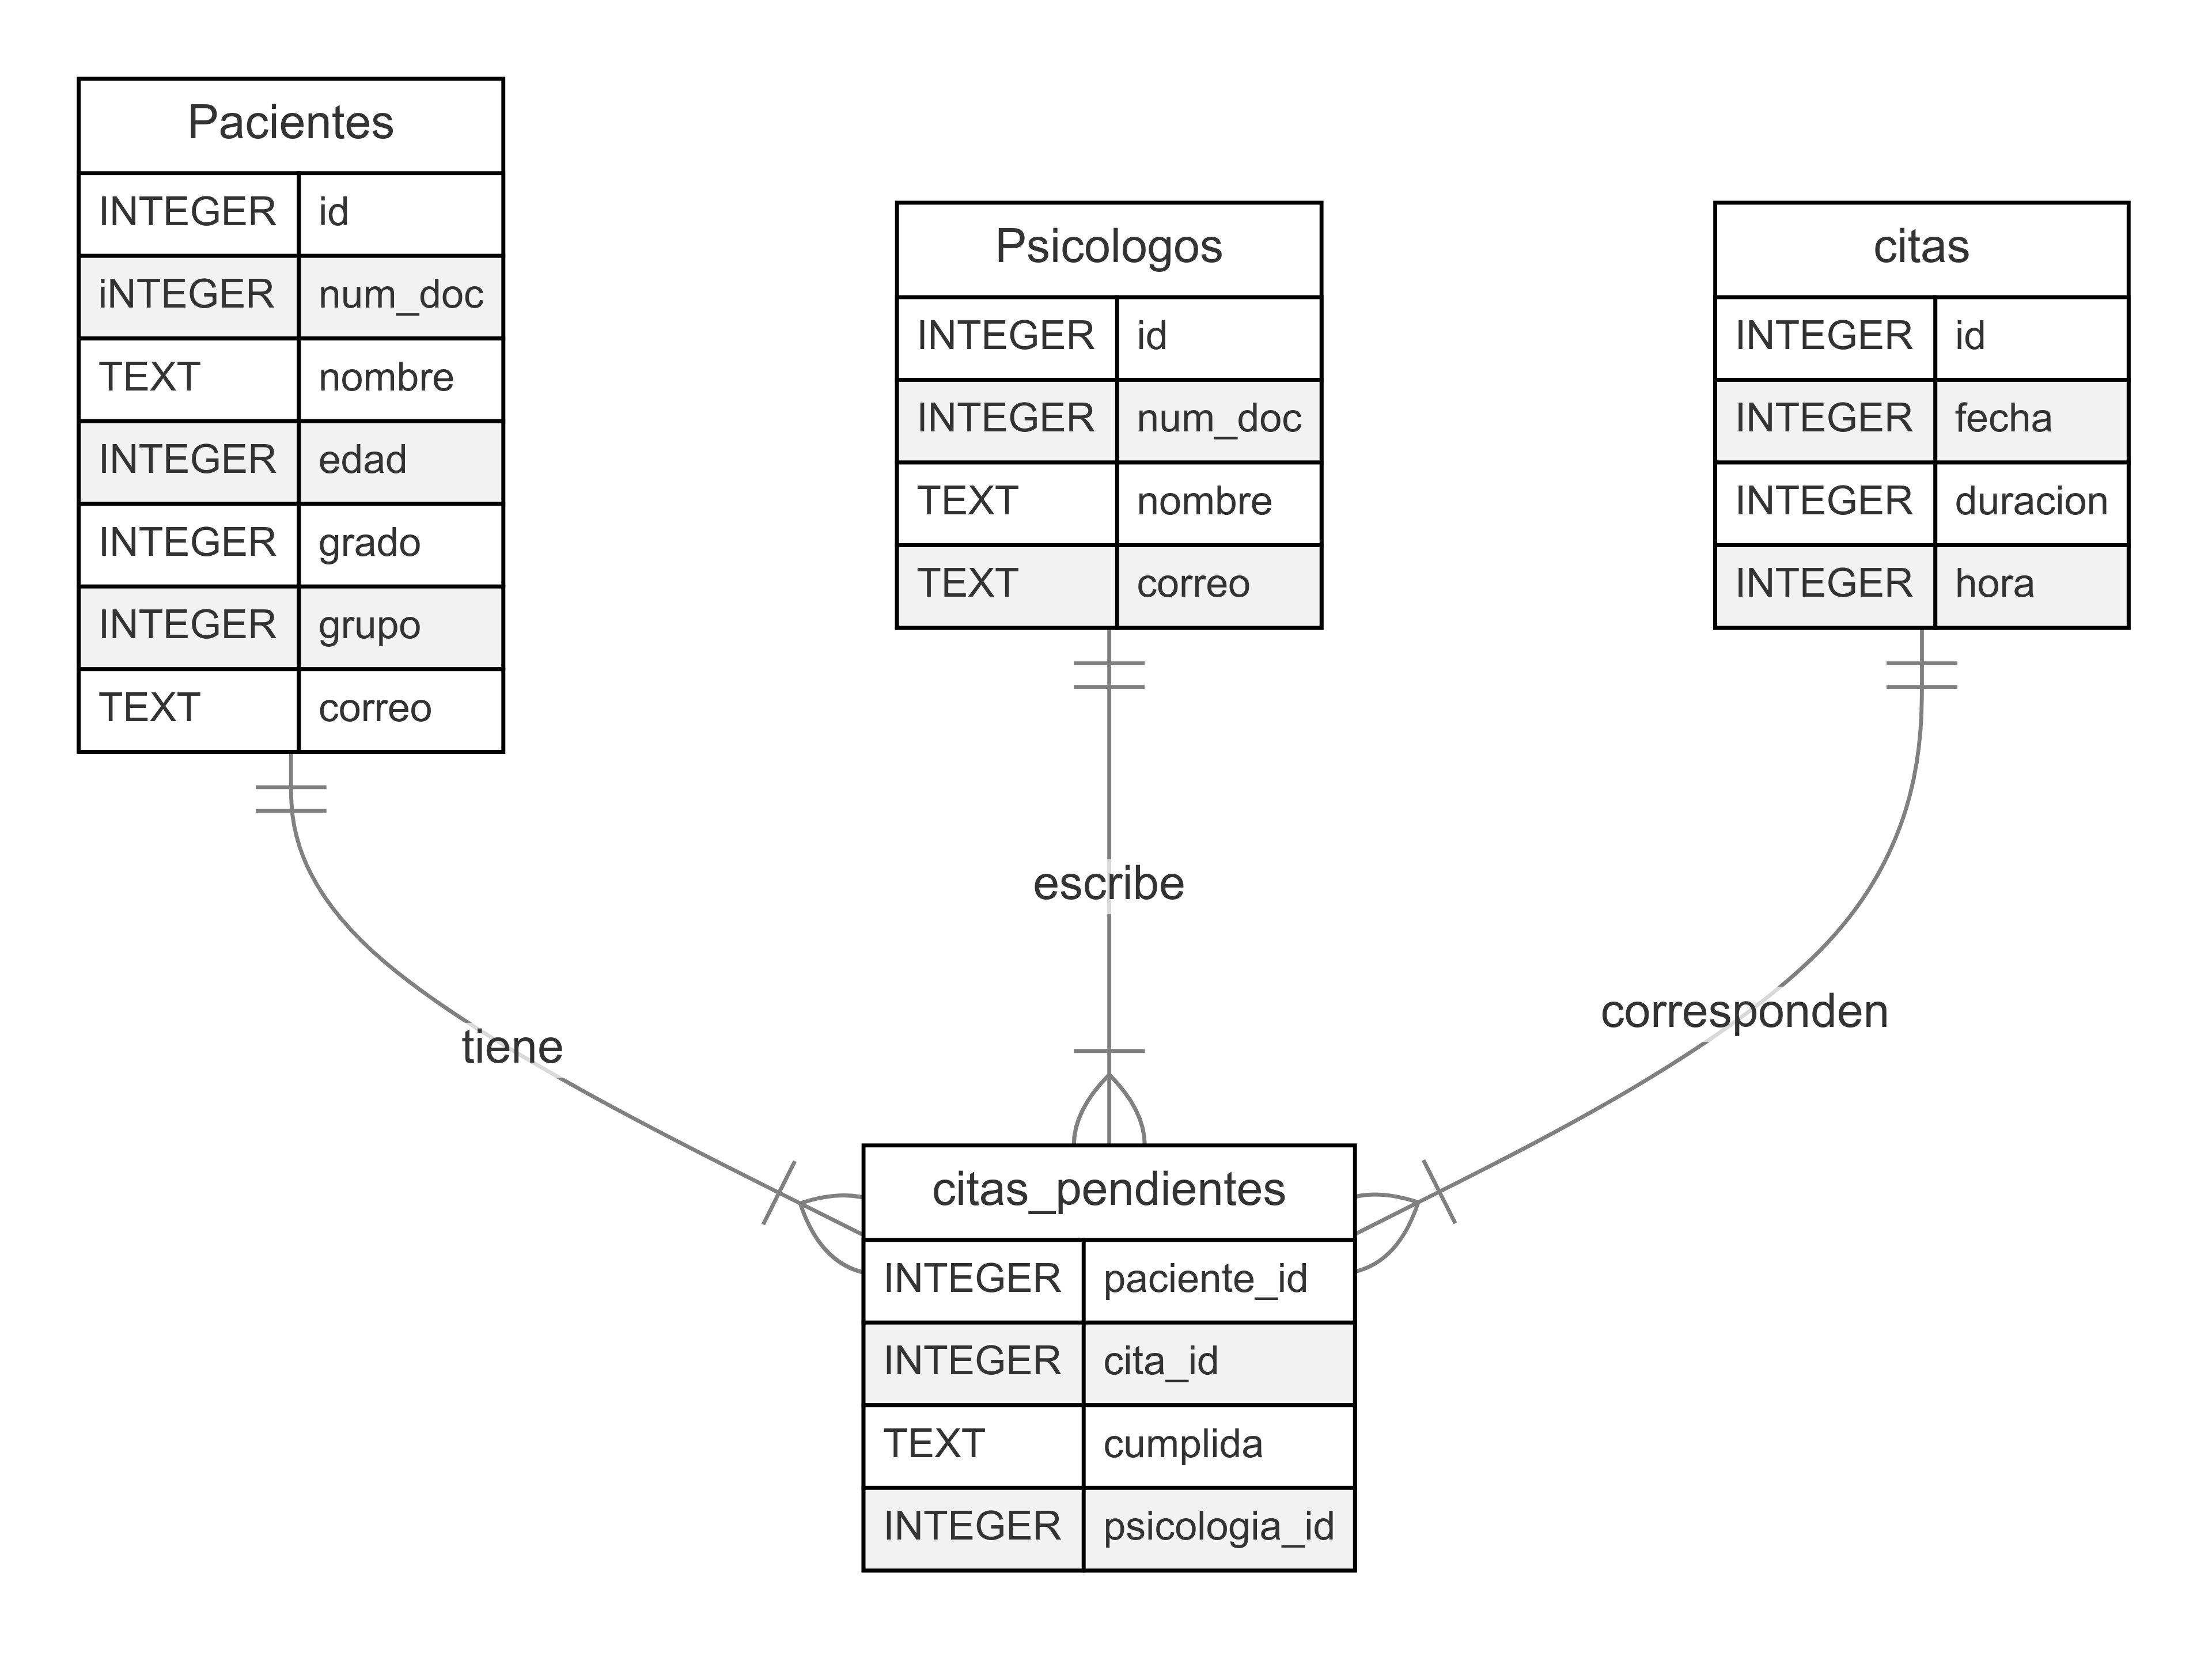 Pacientes
INTEGER id
iNTEGER num_doc
TEXT nombre
INTEGER edad
INTEGER grado
INTEGER grupo
TEXT correo
Psicologos
INTEGER id
INTEGER num_doc
TEXT nombre
TEXT correo
citas
INTEGER id
INTEGER fecha
INTEGER duracion
INTEGER hora
tiene
escribe
corresponden
citas_pendientes
INTEGER paciente_id
INTEGER cita_id
TEXT cumplida
INTEGER psicologia_id